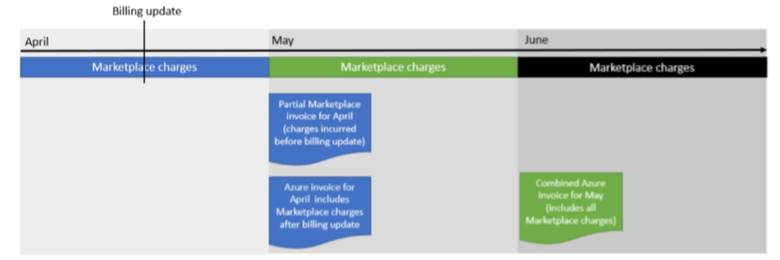 Billing update
April
May
June
Marketplace charges
Marketplace charges
Marketplace charges
Partial Marketplace
invoice for April
(charges incurred
before billing update)
Azure invoice for
April includes
Marketplace charges
after billing update
Combined Azure
invoice for May
(includes all
Marketplace charges)